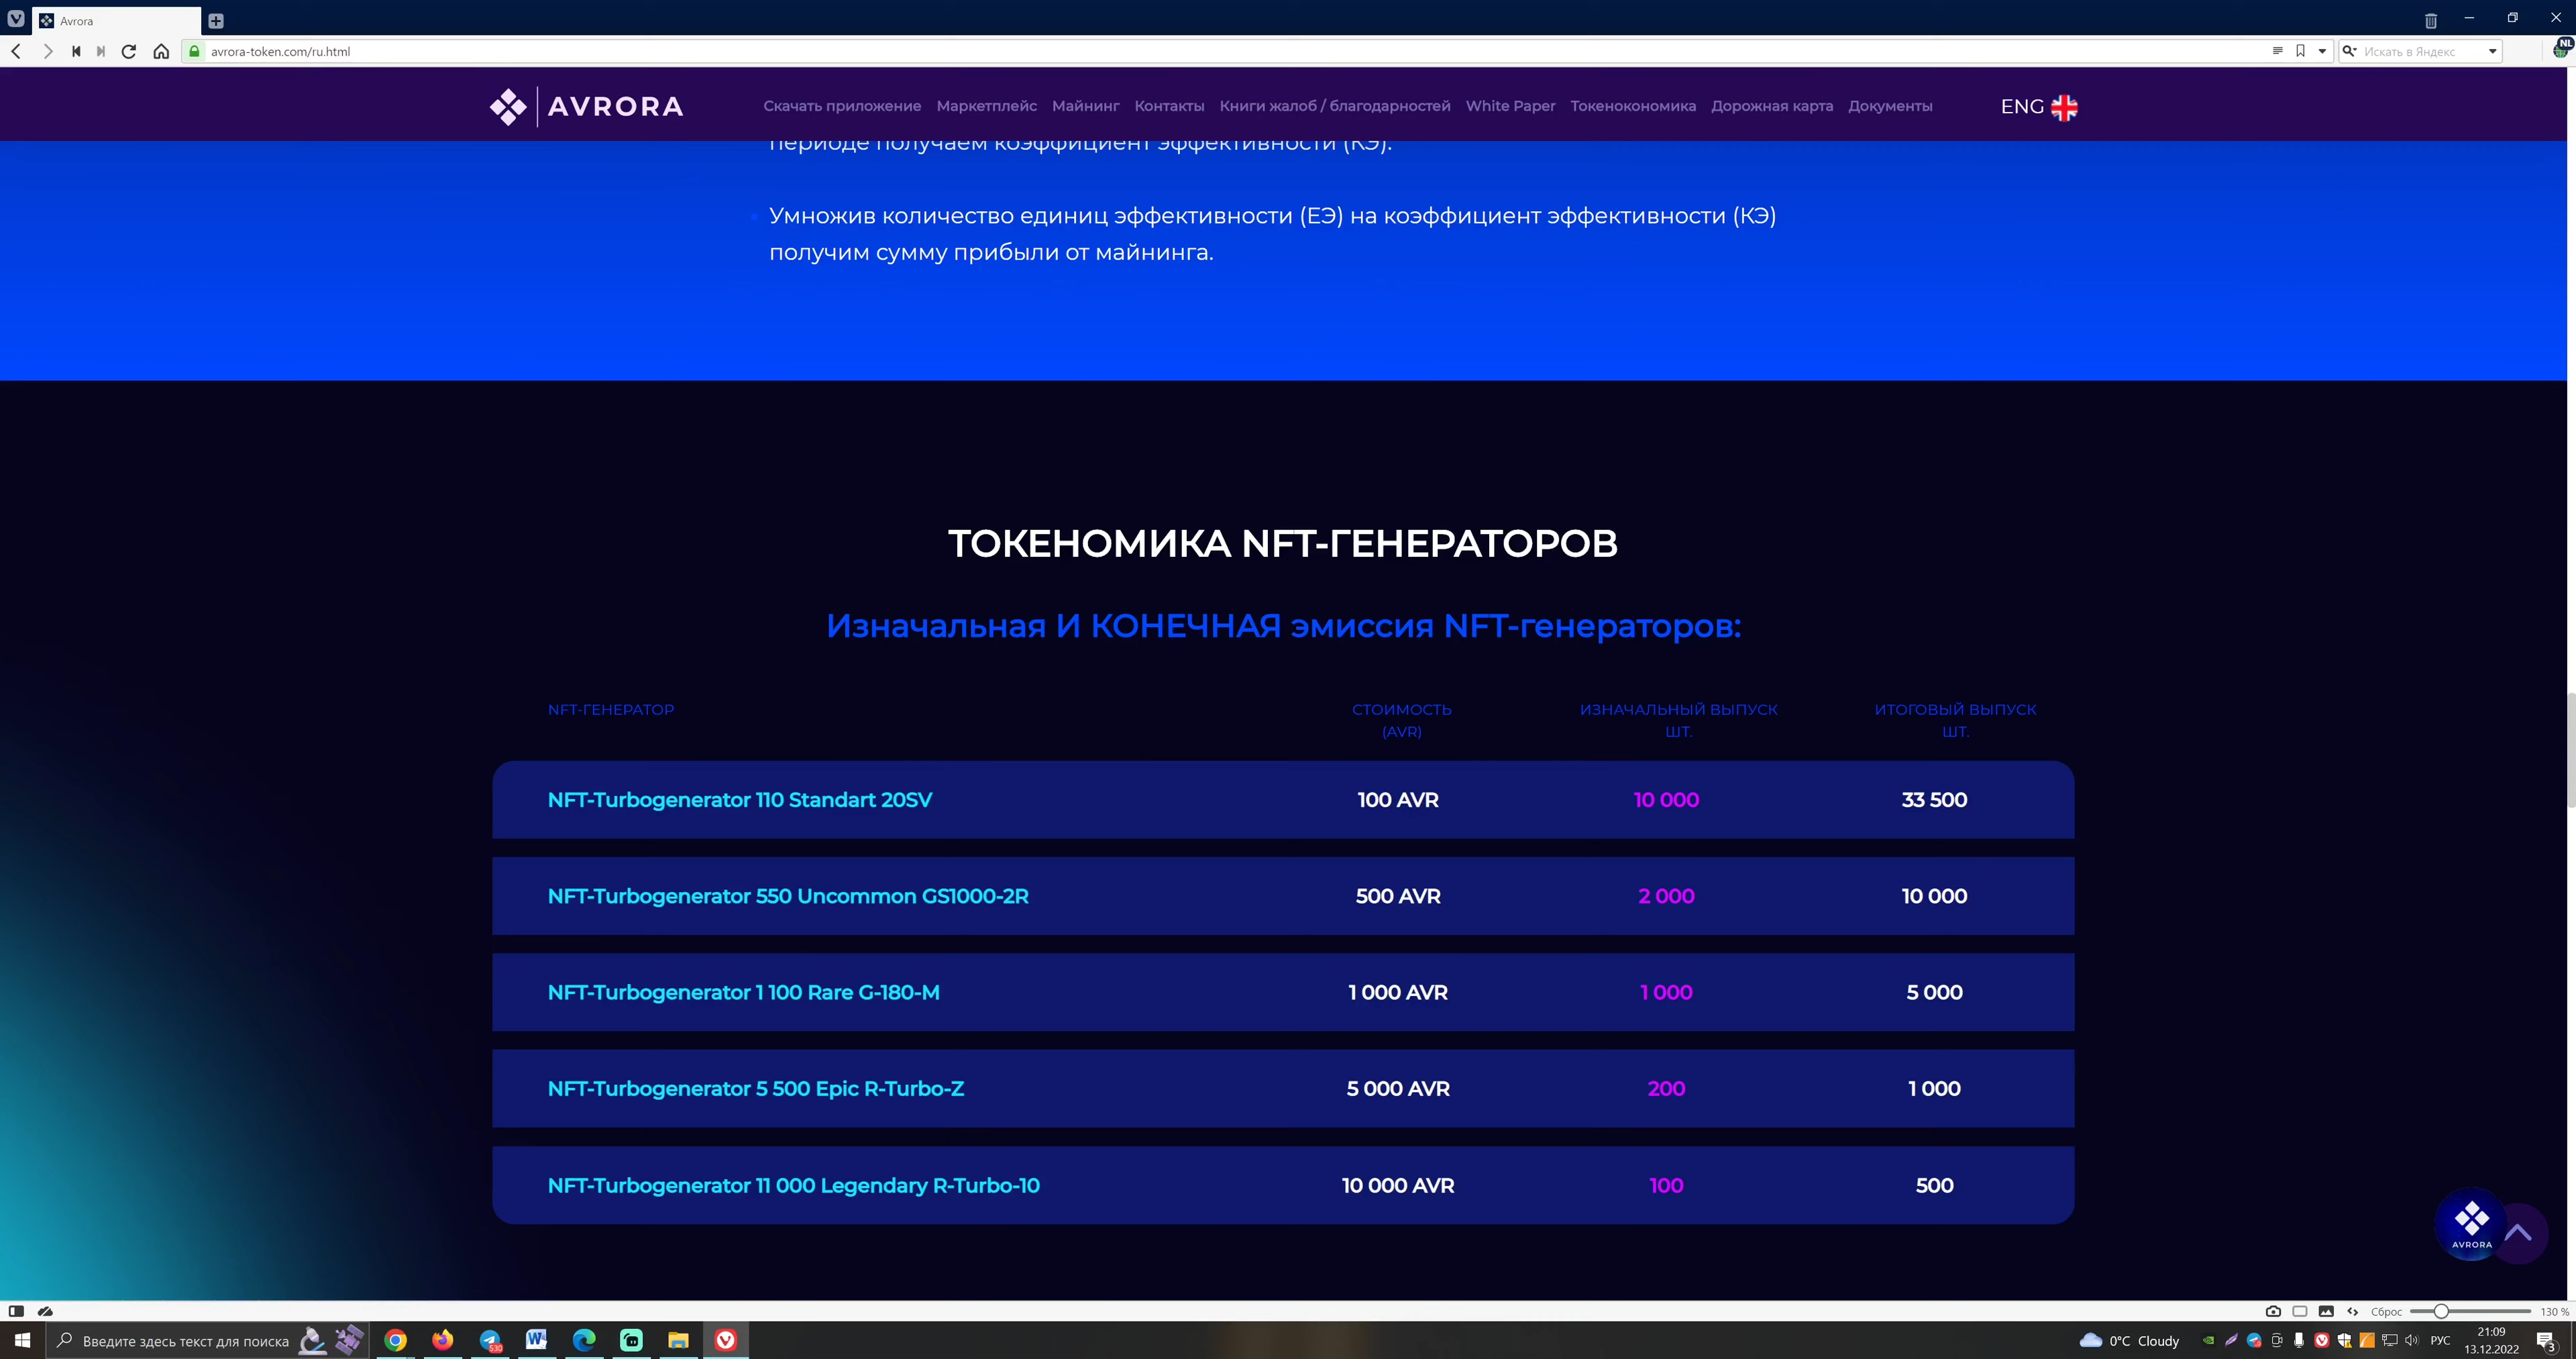 Avrora
avrora-token.com/ru.html
Искать в Яндекс
NL
AVRORA
Скачать приложение Маркетплейс Майнинг Контакты Книги жалоб / благодарностей White Paper Токенокономика Дорожная карта Документы
ENG
периоде получаем коэффициент эффективности (КЭ).
Умножив количество единиц эффективности (ЕЭ) на коэффициент эффективности (КЭ)
получим сумму прибыли от майнинга.
ТОКЕНОМИКА NFT-ГЕНЕРАТОРОВ
Изначальная И КОНЕЧНАЯ эмиссия NFT-генераторов:
NFT-ГЕНЕРАТОР СТОИМОСТЬ ИЗНАЧАЛЬНЫЙ ВЫПУСК ИТОГОВЫЙ ВЫПУСК
(AVR) ШТ. ШТ.
NFT-Turbogenerator 110 Standart 20SV 100 AVR 10 000 33 500
NFT-Turbogenerator 550 Uncommon GS1000-2R 500 AVR 2 000 10 000
NFT-Turbogenerator 1 100 Rare G-180-M 1 000 AVR 1 000 5 000
NFT-Turbogenerator 5 500 Epic R-Turbo-Z 5 000 AVR 200 1 000
NFT-Turbogenerator 11 000 Legendary R-Turbo-10 10 000 AVR 100 500
AVRORA
Сброс 130 %
Введите здесь текст для поиска
530
0°C Cloudy
РУС
21:09
13.12.2022
3